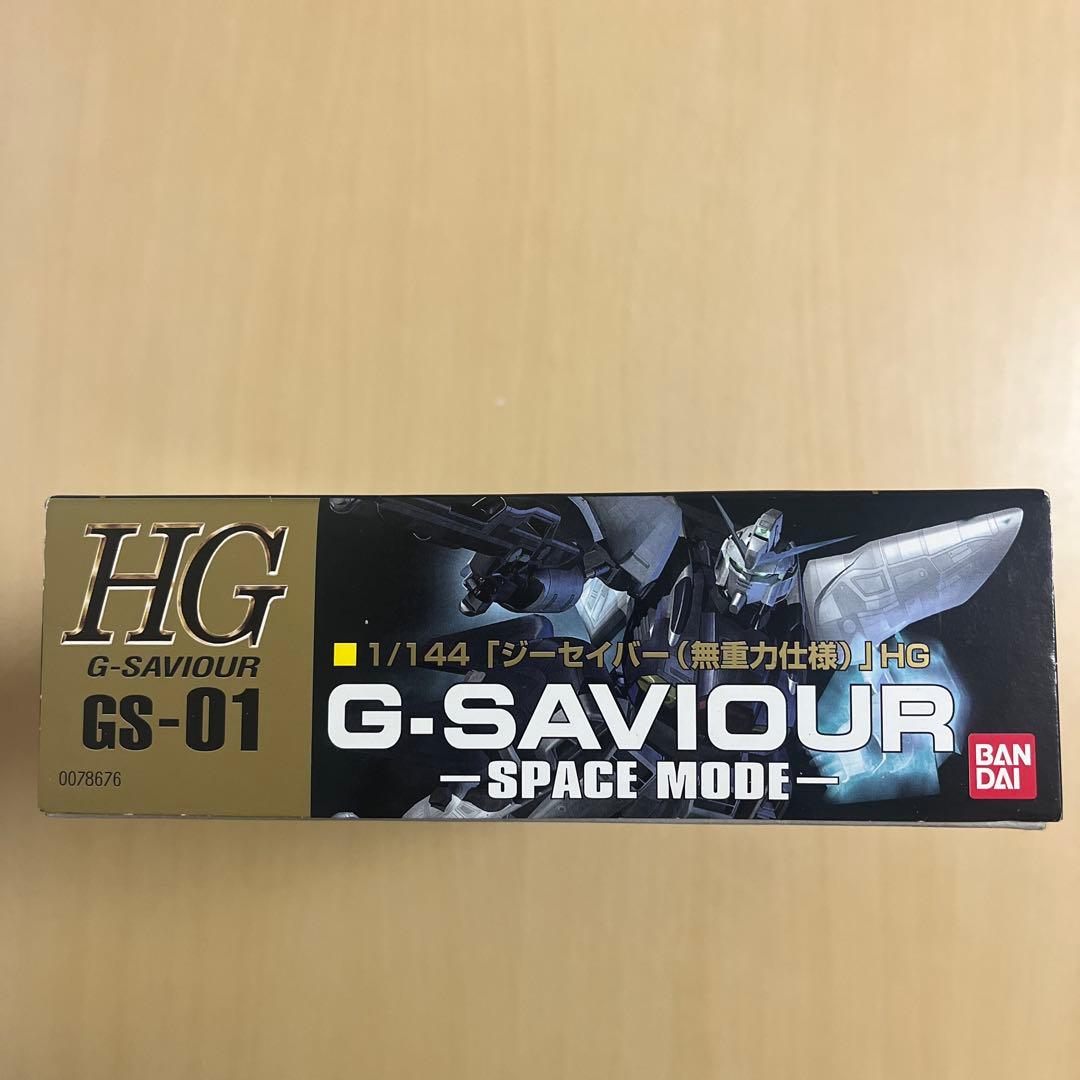 HG
G-SAVIOUR
GS-01
0078676
1/144「ジーセイバー(無重力仕様)」HG
G-SAVIOUR
–SPACE MODE–
BAN
DAI